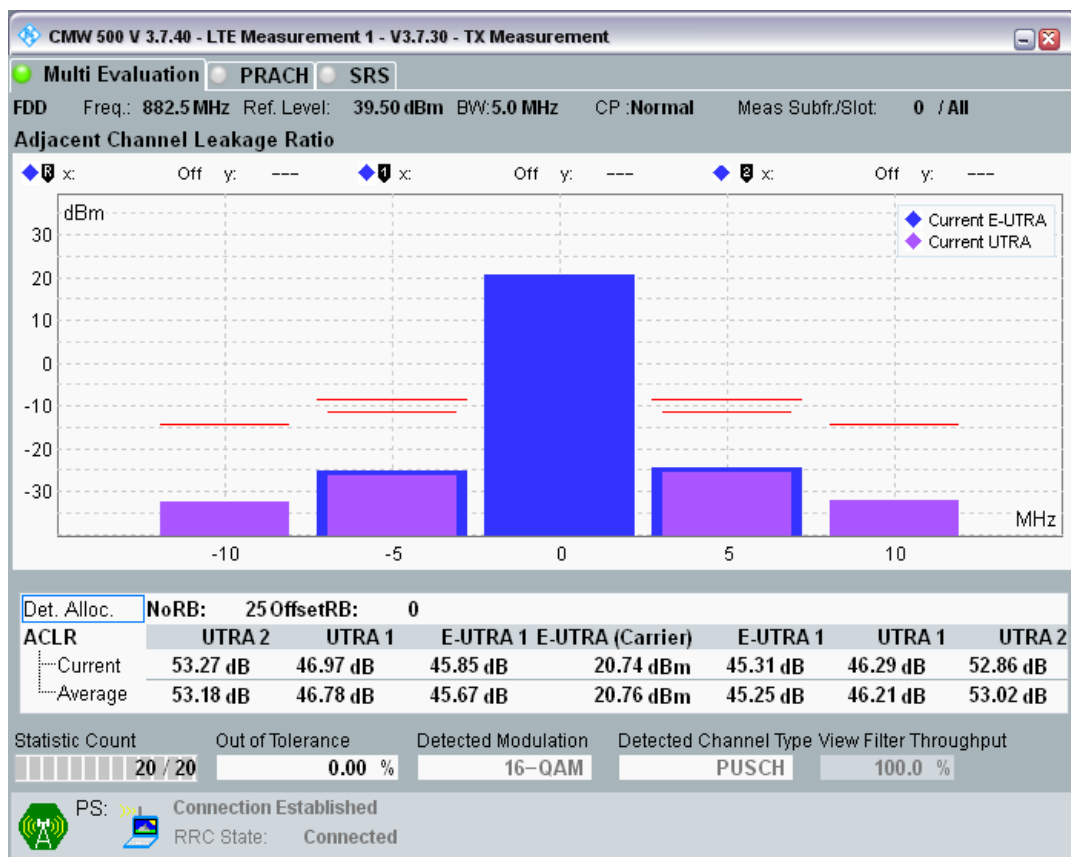 CMW 500 V 3.7.40 - LTE Measurement 1 - V3.7.30 - TX Measurement
Multi Evaluation PRACH SRS
FDD Freq.: 882.5 MHz Ref. Level: 39.50 dBm BW:5.0 MHz CP :Normal Meas Subfr./Slot: 0 / All
Adjacent Channel Leakage Ratio
R x: Off y: --- 1 x: Off y: --- 2 x: Off y: ---
dBm
Current E-UTRA
Current UTRA
30
20
10
0
-10
-20
-30
MHz
-10 -5 0 5 10
Det. Alloc. NoRB: 25 OffsetRB: 0
ACLR UTRA 2 UTRA 1 E-UTRA 1 E-UTRA (Carrier) E-UTRA 1 UTRA 1 UTRA 2
Current 53.27 dB 46.97 dB 45.85 dB 20.74 dBm 45.31 dB 46.29 dB 52.86 dB
Average 53.18 dB 46.78 dB 45.67 dB 20.76 dBm 45.25 dB 46.21 dB 53.02 dB
Statistic Count Out of Tolerance Detected Modulation Detected Channel Type View Filter Throughput
20 / 20 0.00 % 16-QAM PUSCH 100.0 %
PS: Connection Established
RRC State: Connected